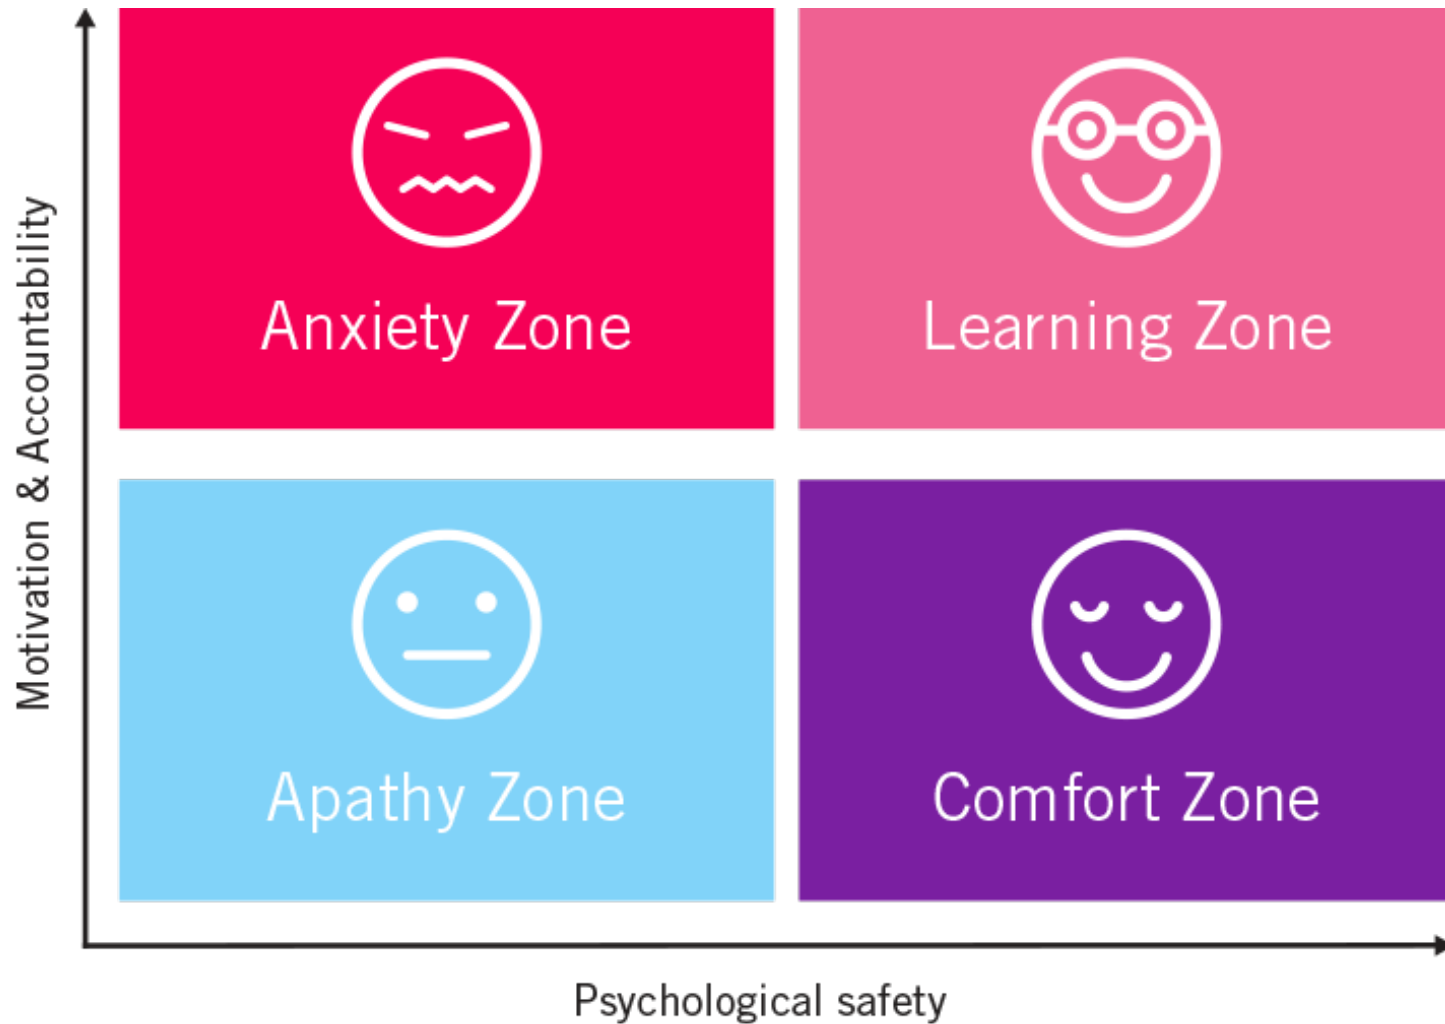 Motivation & Accountability
Anxiety Zone
Learning Zone
Apathy Zone
Comfort Zone
Psychological safety